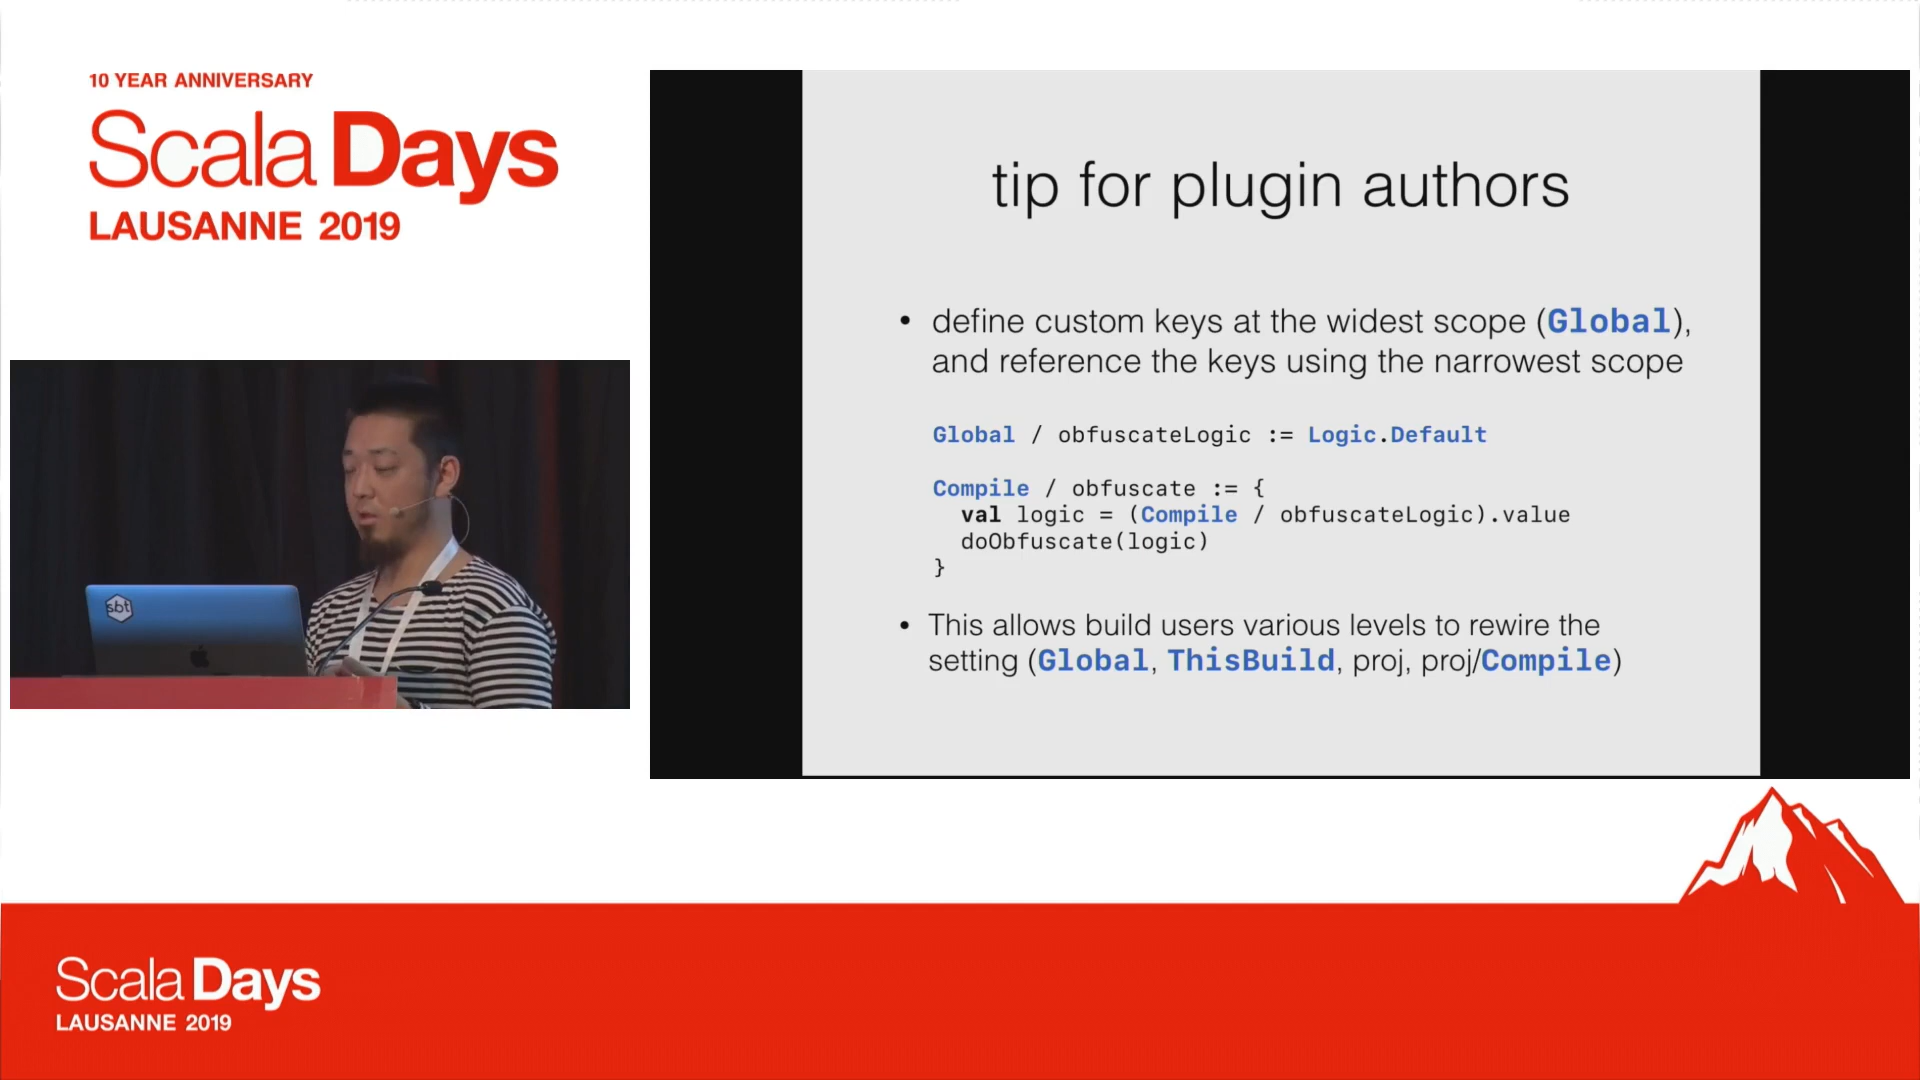 10 YEAR ANNIVERSARY
Scala Days
LAUSANNE 2019
sbt
tip for plugin authors
• define custom keys at the widest scope (Global),
and reference the keys using the narrowest scope
Global / obfuscateLogic := Logic.Default
Compile / obfuscate := {
val logic = (Compile / obfuscateLogic).value
doObfuscate(logic)
}
• This allows build users various levels to rewire the
setting (Global, ThisBuild, proj, proj/Compile)
Scala Days
LAUSANNE 2019